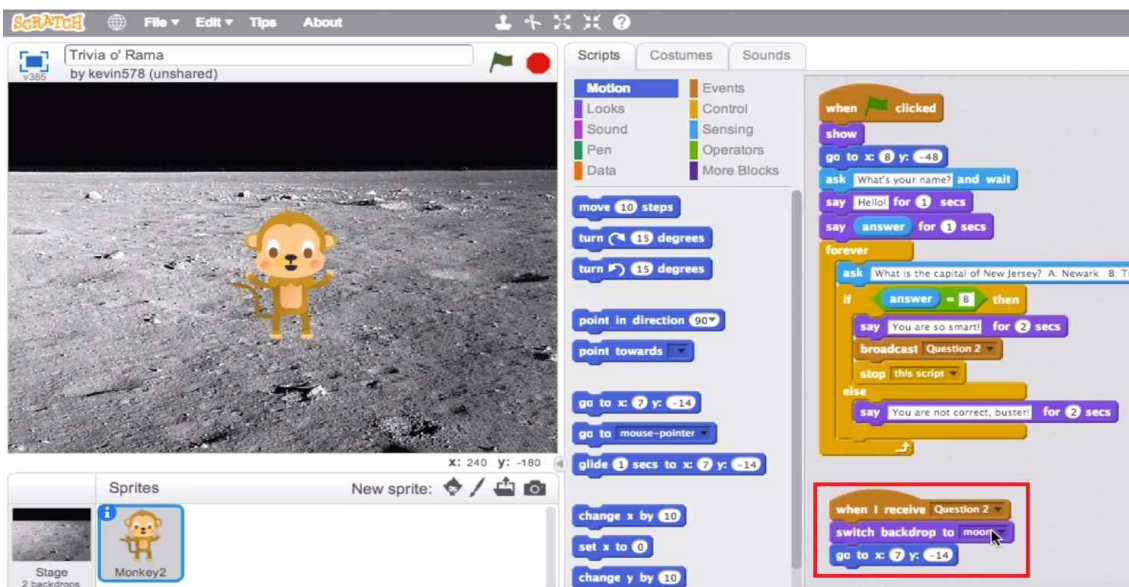 SCRATCH File ▾ Edit ▾ Tips About
v385 Trivia o' Rama
by kevin578 (unshared)
X: 240 y: -180
Sprites New sprite:
Stage
2 backdrops
Monkey2
Scripts Costumes Sounds
Motion Events
Looks Control
Sound Sensing
Pen Operators
Data More Blocks
move 10 steps
turn ↻ 15 degrees
turn ↺ 15 degrees
point in direction 90▾
point towards
go to x: 7 y: -14
go to mouse-pointer
glide 1 secs to x: 7 y: -14
change x by 10
set x to 0
change y by 10
when clicked
show
go to x: 8 y: -48
ask What's your name? and wait
say Hello! for 1 secs
say answer for 1 secs
forever
ask What is the capital of New Jersey? A: Newark B:
if answer = B then
say You are so smart! for 2 secs
broadcast Question 2
stop this script
else
say You are not correct, buster! for 2 secs
when I receive Question 2
switch backdrop to moon
go to x: 7 y: -14